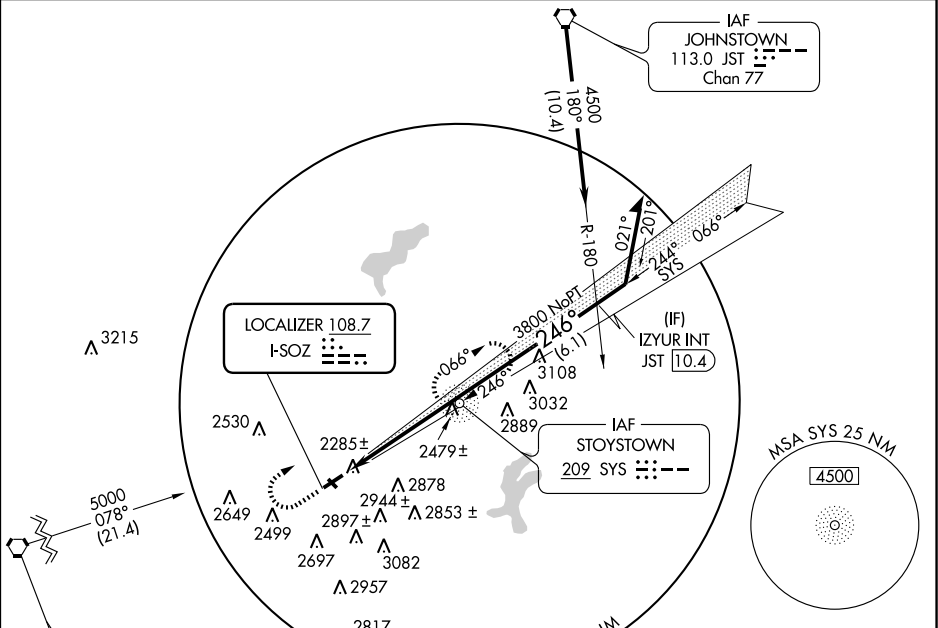 IAF
JOHNSTOWN
113.0 JST
Chan 77
4500
180°
(10.4)
R-180
021°
201°
066°
244°
SYS
3800 NoPT
246°
(6.1)
(IF)
IZYUR INT
JST 10.4
LOCALIZER 108.7
I-SOZ
3215
066°
246°
3108
3032
2889
2530
2285±
2479±
IAF
STOYSTOWN
209 SYS
MSA SYS 25 NM
4500
5000
078°
(21.4)
2649
2499
2878
2944±
2853 ±
2897±
2697
3082
2957
2817
NM